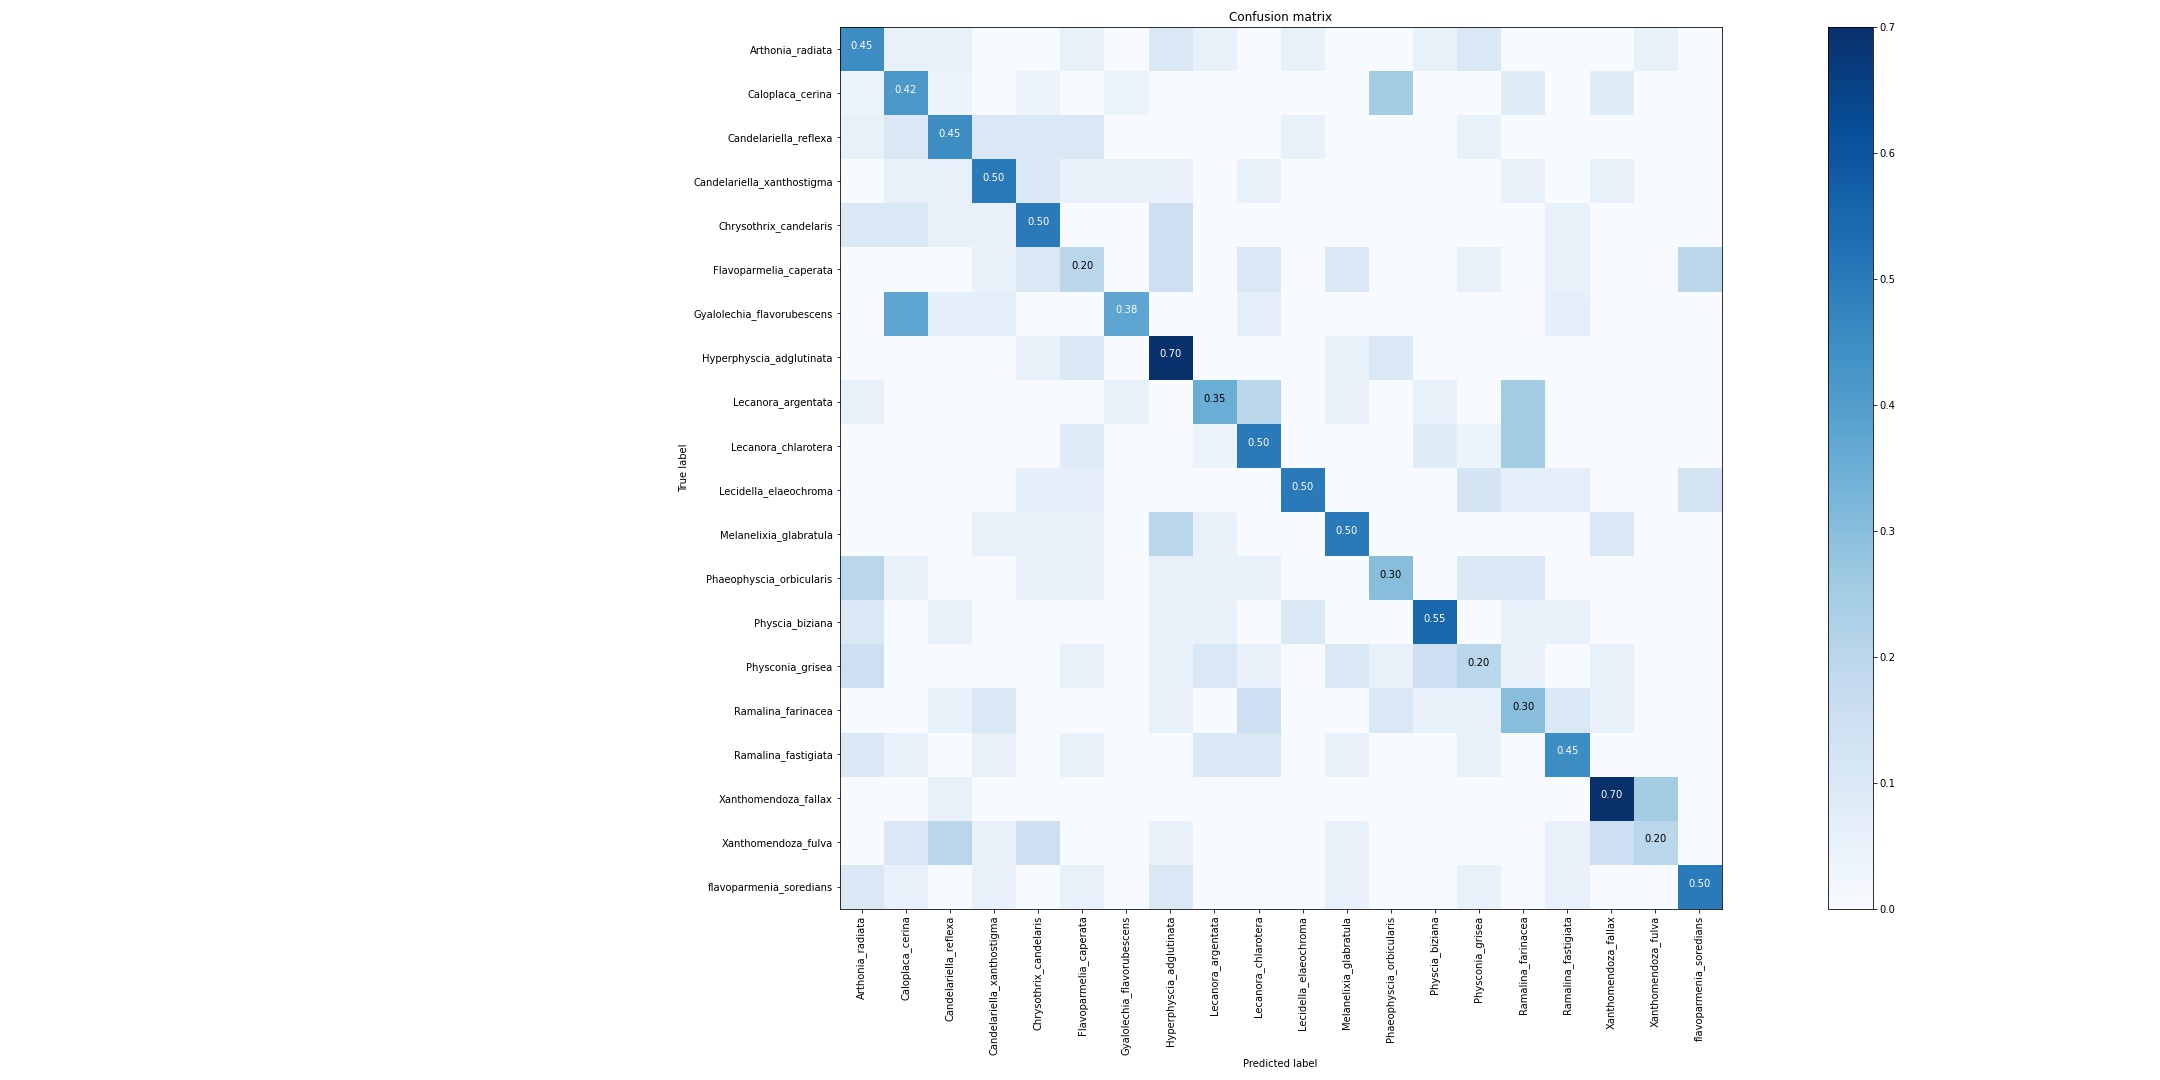 Confusion matrix
Arthonia_radiata
Caloplaca_cerina
Candelariella_reflexa
Candelariella_xanthostigma
Chrysothrix_candelaris
Flavoparmelia_caperata
Gyalolechia_flavorubescens
Hyperphyscia_adglutinata
Lecanora_argentata
Lecanora_chlarotera
Lecidella_elaeochroma
Melanelixia_glabratula
Phaeophyscia_orbicularis
Physcia_biziana
Physconia_grisea
Ramalina_farinacea
Ramalina_fastigiata
Xanthomendoza_fallax
Xanthomendoza_fulva
flavoparmenia_soredians
True label
0.45
0.42
0.45
0.50
0.50
0.20
0.38
0.70
0.35
0.50
0.50
0.50
0.30
0.55
0.20
0.30
0.45
0.70
0.20
0.50
Arthonia_radiata
Caloplaca_cerina
Candelariella_reflexa
Candelariella_xanthostigma
Chrysothrix_candelaris
Flavoparmelia_caperata
Gyalolechia_flavorubescens
Hyperphyscia_adglutinata
Lecanora_argentata
Lecanora_chlarotera
Lecidella_elaeochroma
Melanelixia_glabratula
Phaeophyscia_orbicularis
Physcia_biziana
Physconia_grisea
Ramalina_farinacea
Ramalina_fastigiata
Xanthomendoza_fallax
Xanthomendoza_fulva
flavoparmenia_soredians
Predicted label
0.7
0.6
0.5
0.4
0.3
0.2
0.1
0.0